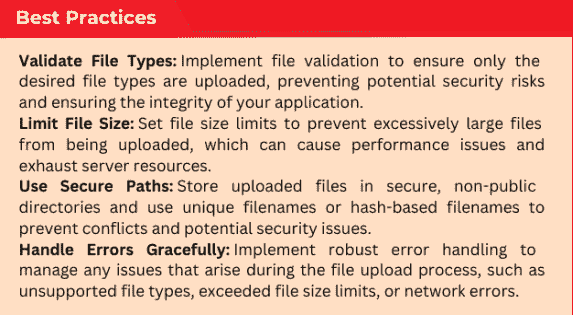 Best Practices
Validate File Types: Implement file validation to ensure only the
desired file types are uploaded, preventing potential security risks
and ensuring the integrity of your application.
Limit File Size: Set file size limits to prevent excessively large files
from being uploaded, which can cause performance issues and
exhaust server resources.
Use Secure Paths: Store uploaded files in secure, non-public
directories and use unique filenames or hash-based filenames to
prevent conflicts and potential security issues.
Handle Errors Gracefully: Implement robust error handling to
manage any issues that arise during the file upload process, such as
unsupported file types, exceeded file size limits, or network errors.